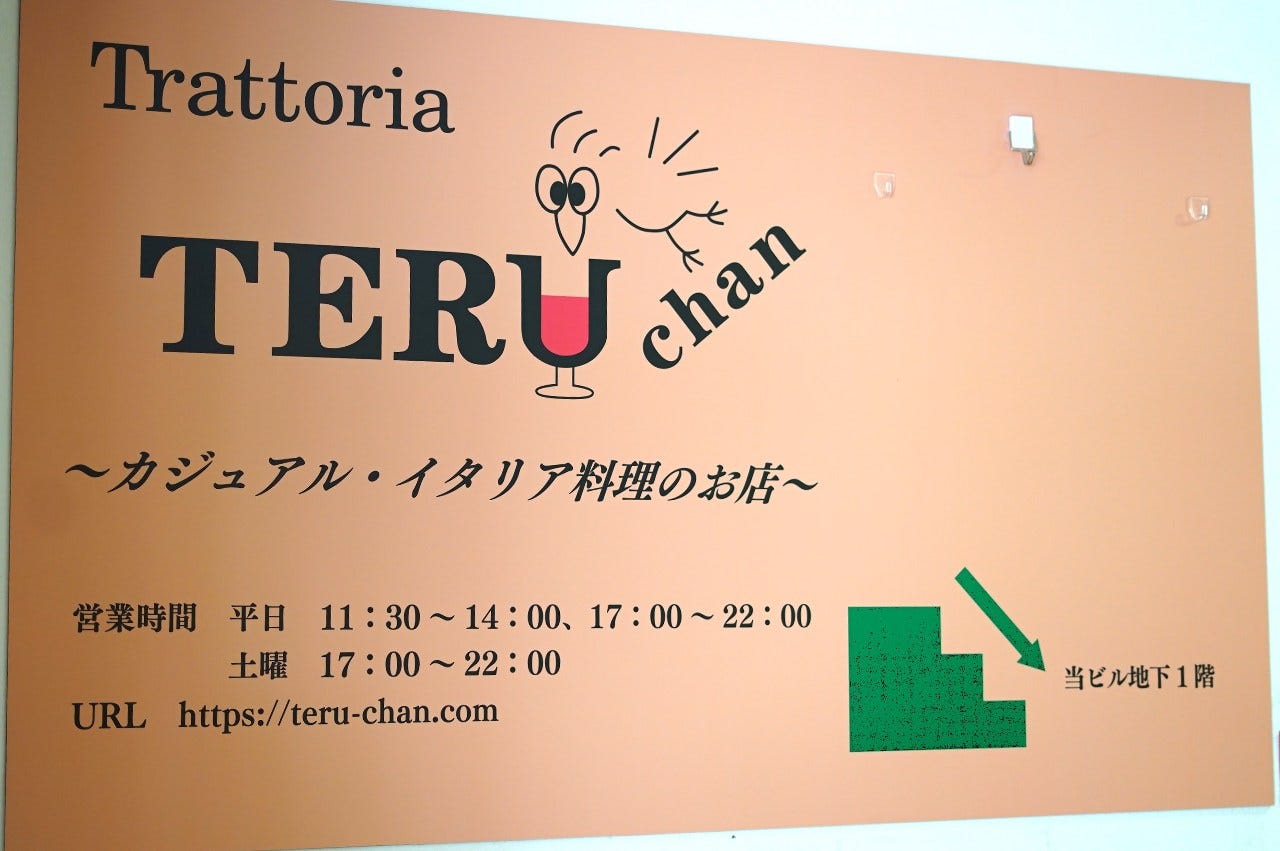 Trattoria
TERU chan
～カジュアル・イタリア料理のお店～
営業時間　平日　11：30 ～ 14：00、17：00 ～ 22：00
土曜　17：00 ～ 22：00
URL　https://teru-chan.com
当ビル地下１階